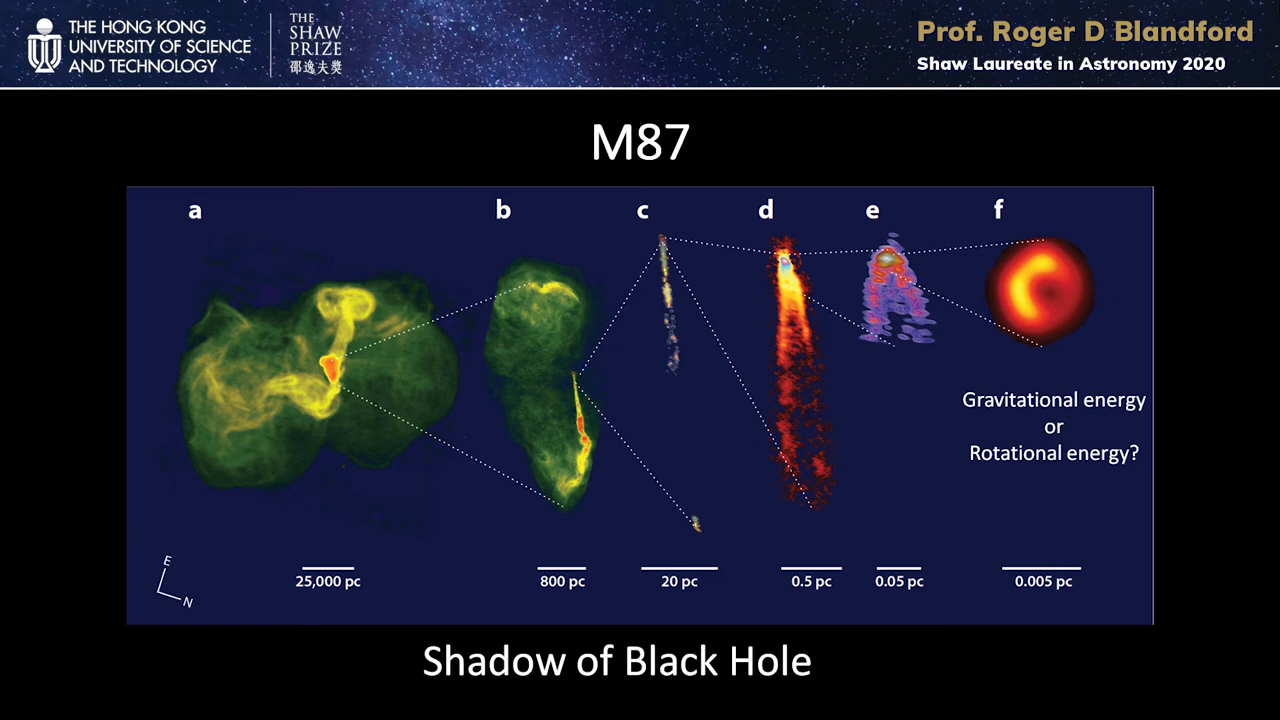 THE HONG KONG
UNIVERSITY OF SCIENCE
AND TECHNOLOGY
THE
SHAW
PRIZE
邵逸夫獎
Prof. Roger D Blandford
Shaw Laureate in Astronomy 2020
M87
a b c d e f
Gravitational energy
or
Rotational energy?
E
N
25,000 pc 800 pc 20 pc 0.5 pc 0.05 pc 0.005 pc
Shadow of Black Hole